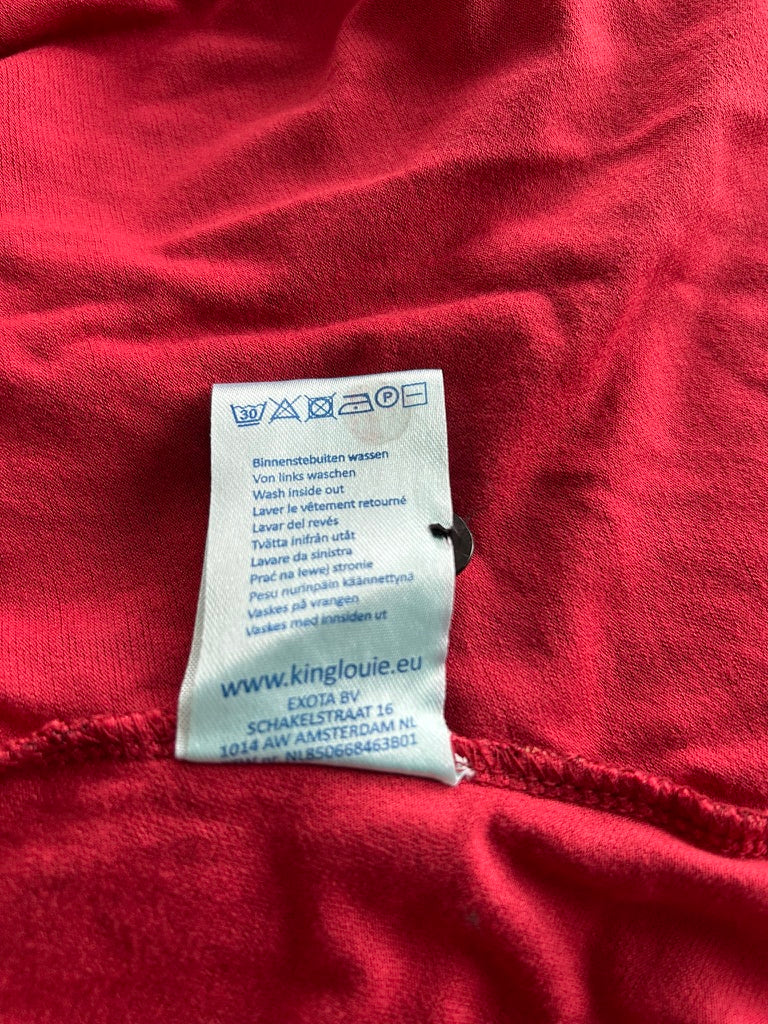 30 P
Binnenstebuiten wassen
Von links waschen
Wash inside out
Laver le vêtement retourné
Lavar del revés
Tvätta inifrån utåt
Lavare da sinistra
Prać na lewej stronie
Pesu nurinpäin käännettynä
Vaskes på vrangen
Vaskes med innsiden ut
www.kinglouie.eu
EXOTA BV
SCHAKELSTRAAT 16
1014 AW AMSTERDAM NL
NL850668463B01